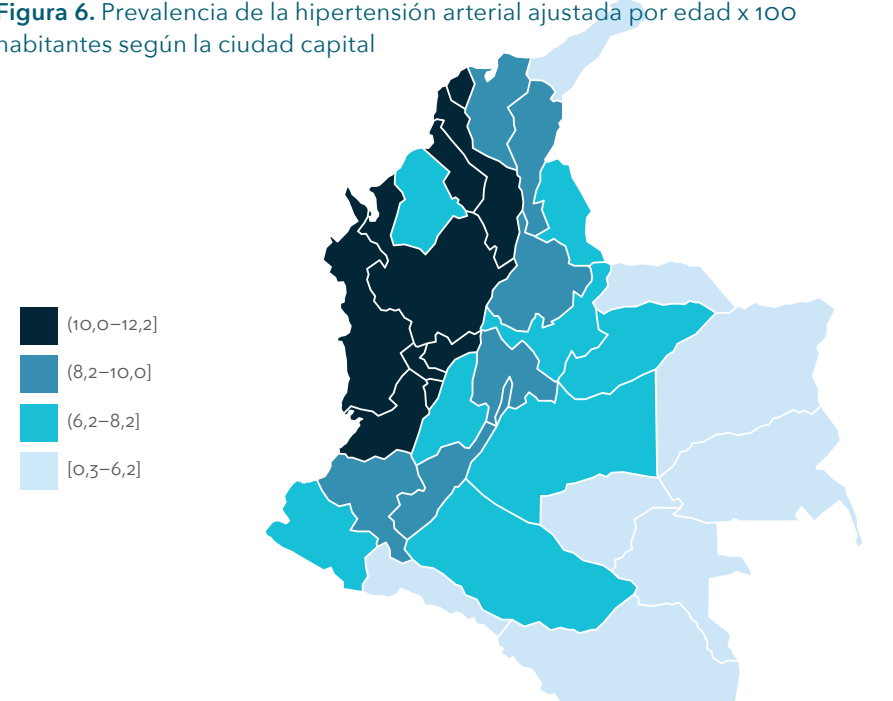 Figura 6. Prevalencia de la hipertensión arterial ajustada por edad x 100
habitantes según la ciudad capital
(10,0–12,2]
(8,2–10,0]
(6,2–8,2]
[0,3–6,2]